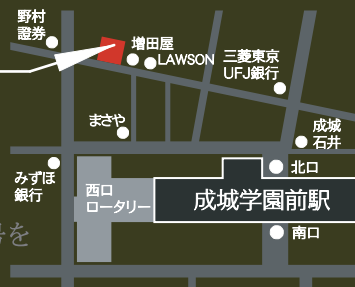 野村
證券
増田屋
LAWSON
三菱東京
UFJ銀行
まさや
成城
石井
みずほ
銀行
西口
ロータリー
北口
成城学園前駅
南口
を